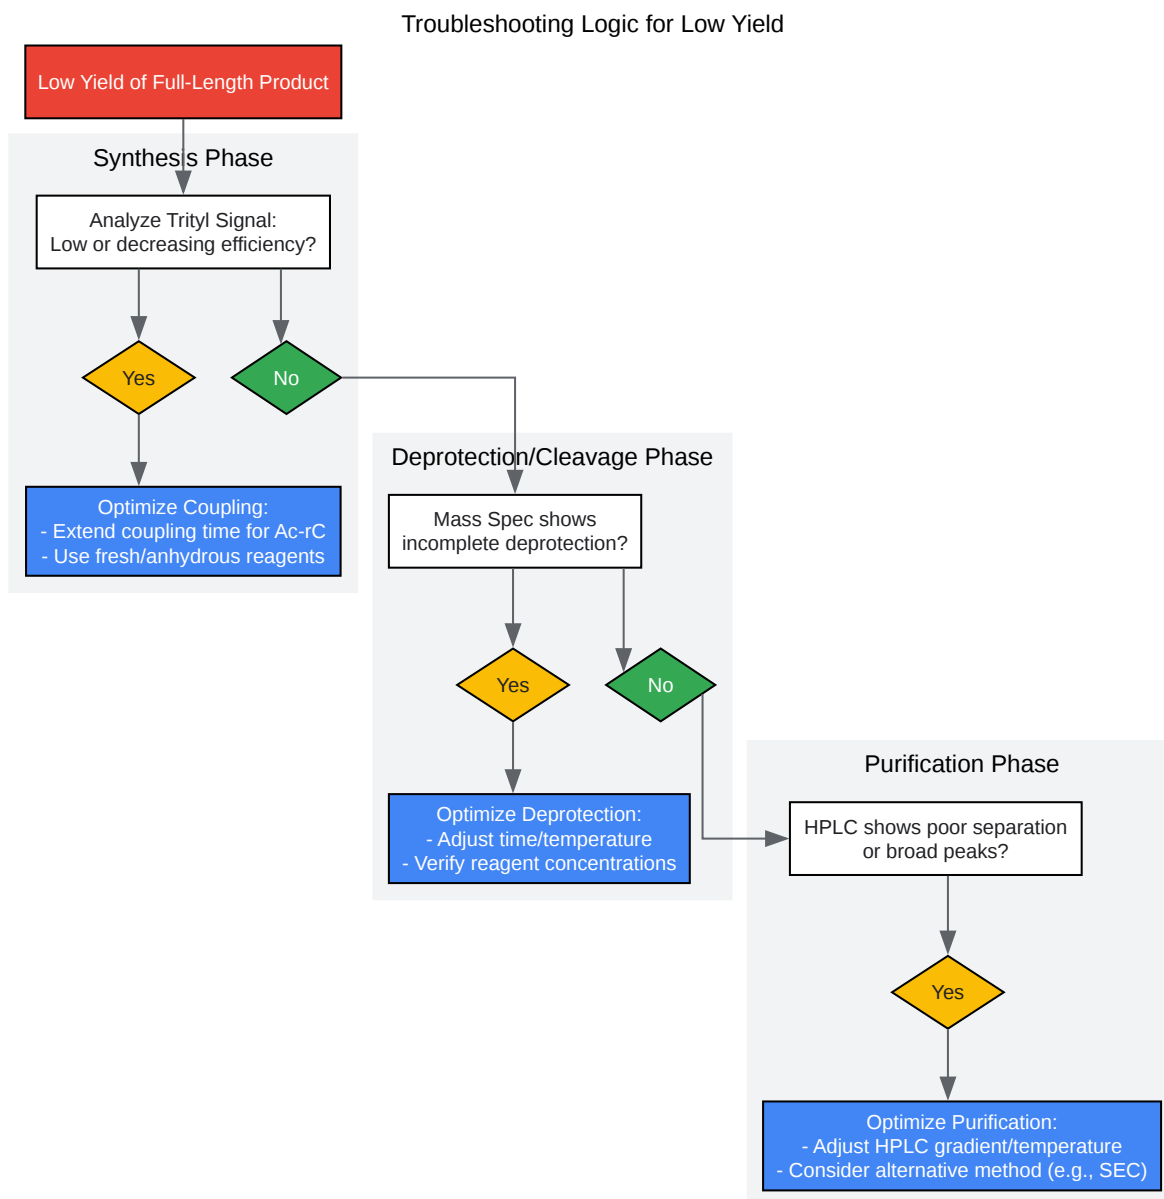 Troubleshooting Logic for Low Yield
Low Yield of Full-Length Product
Synthesis Phase
Analyze Trityl Signal:
Low or decreasing efficiency?
Yes
No
Optimize Coupling:
- Extend coupling time for Ac-rC
- Use fresh/anhydrous reagents
Deprotection/Cleavage Phase
Mass Spec shows
incomplete deprotection?
Yes
No
Optimize Deprotection:
- Adjust time/temperature
- Verify reagent concentrations
Purification Phase
HPLC shows poor separation
or broad peaks?
Yes
Optimize Purification:
- Adjust HPLC gradient/temperature
- Consider alternative method (e.g., SEC)